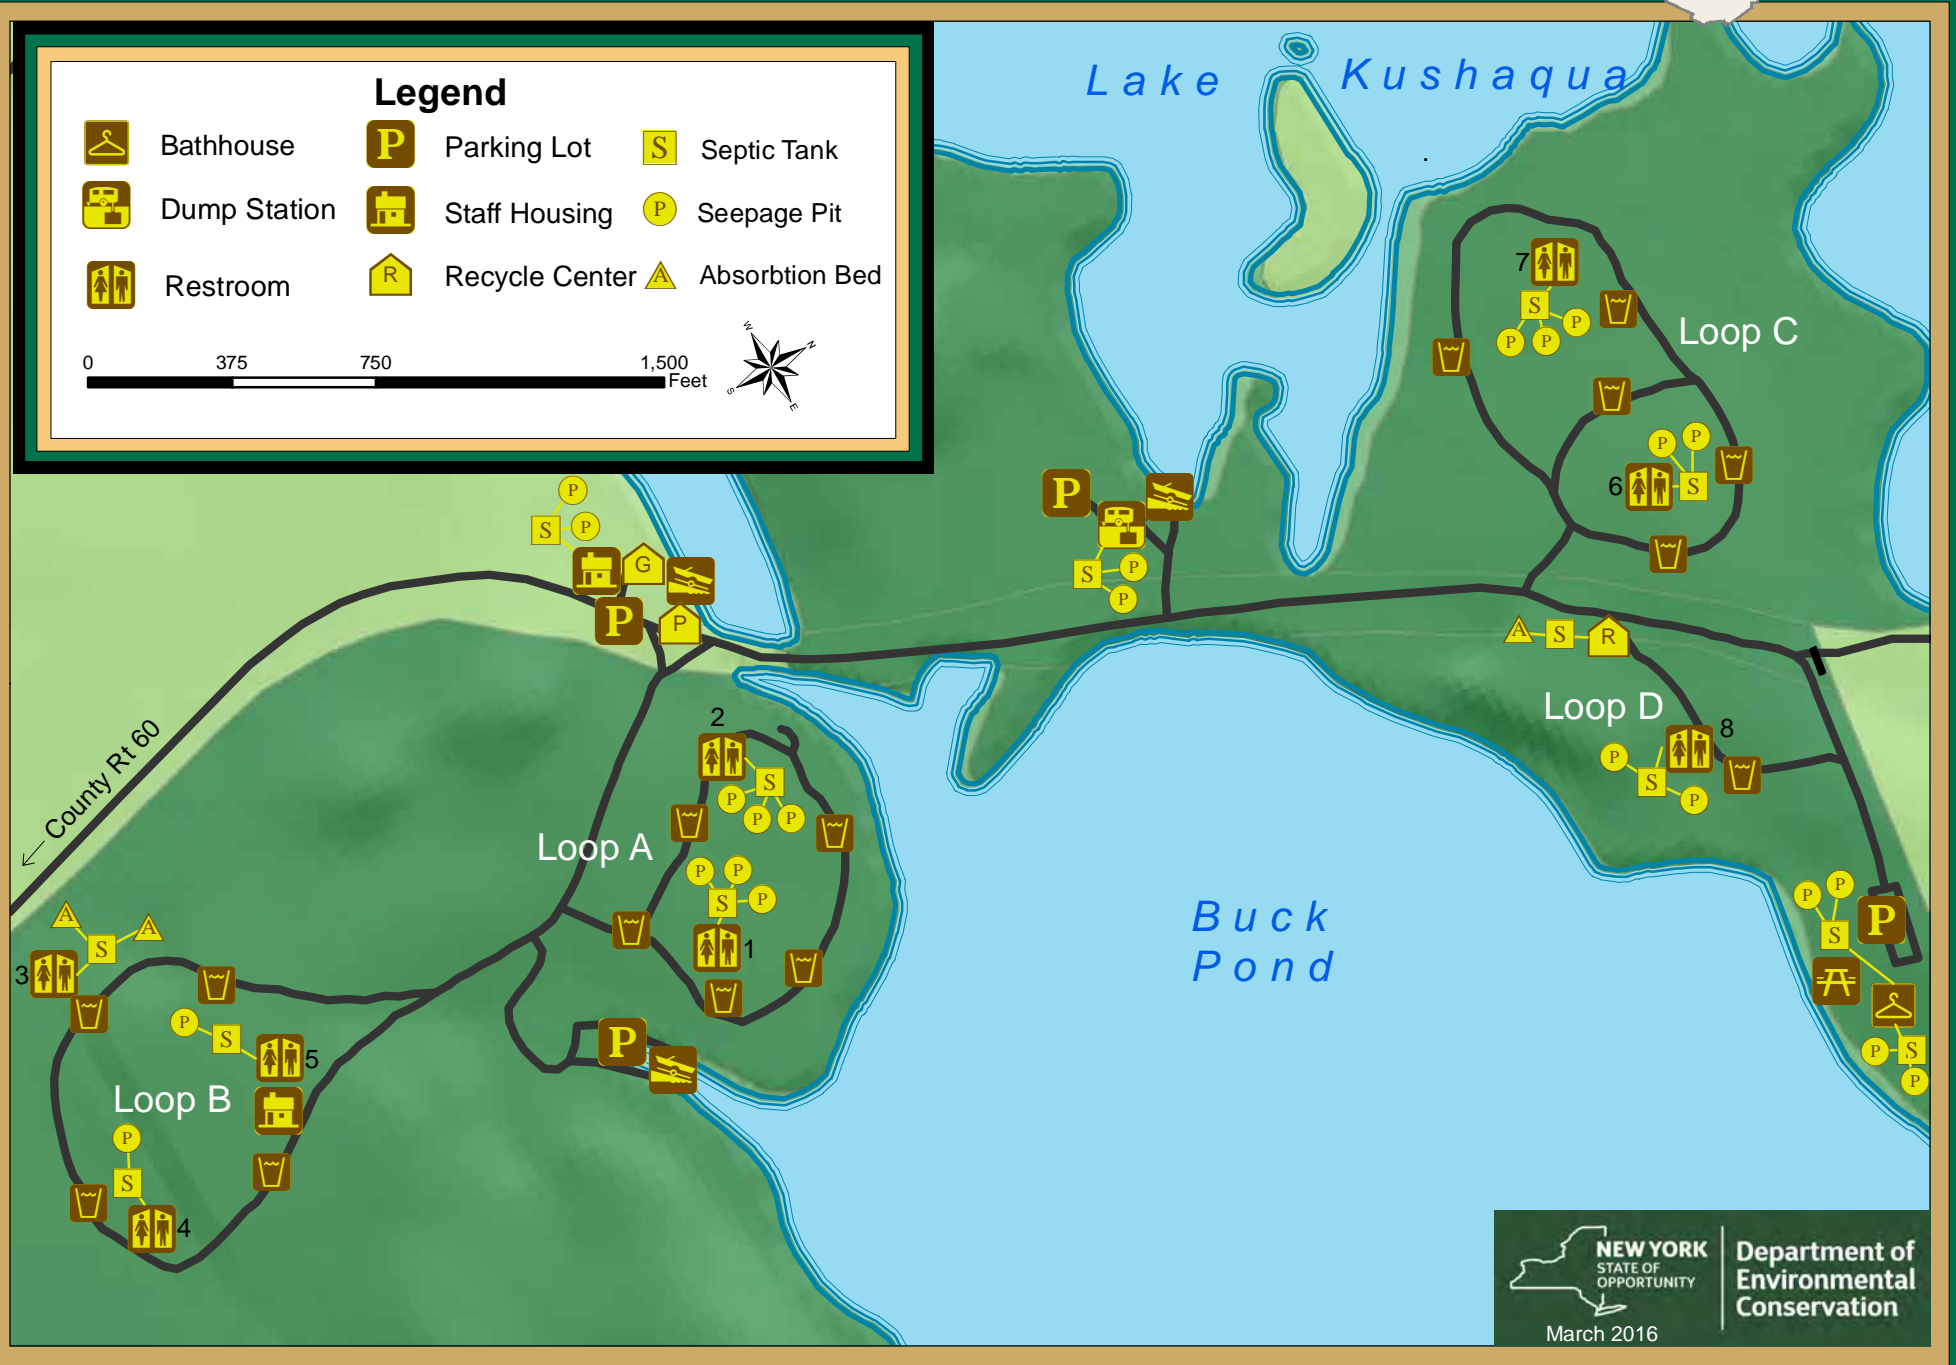 Legend
Bathhouse
P
Parking Lot
S
Septic Tank
Dump Station
Staff Housing
P
Seepage Pit
Restroom
R
Recycle Center
A
Absorbtion Bed
0
375
750
1,500
Feet
W
N
S
E
Lake
Kushaqua
7
S
P
P
P
Loop C
P
P
6
S
P
S
P
P
P
S
P
G
P
P
A
S
R
Loop D
8
P
S
P
County Rt 60
2
S
P
P
P
Loop A
P
P
S
P
1
Buck
Pond
P
P
S
P
P
S
P
A
A
S
3
P
S
5
Loop B
P
S
4
P
NEW YORK
STATE OF
OPPORTUNITY
Department of
Environmental
Conservation
March 2016